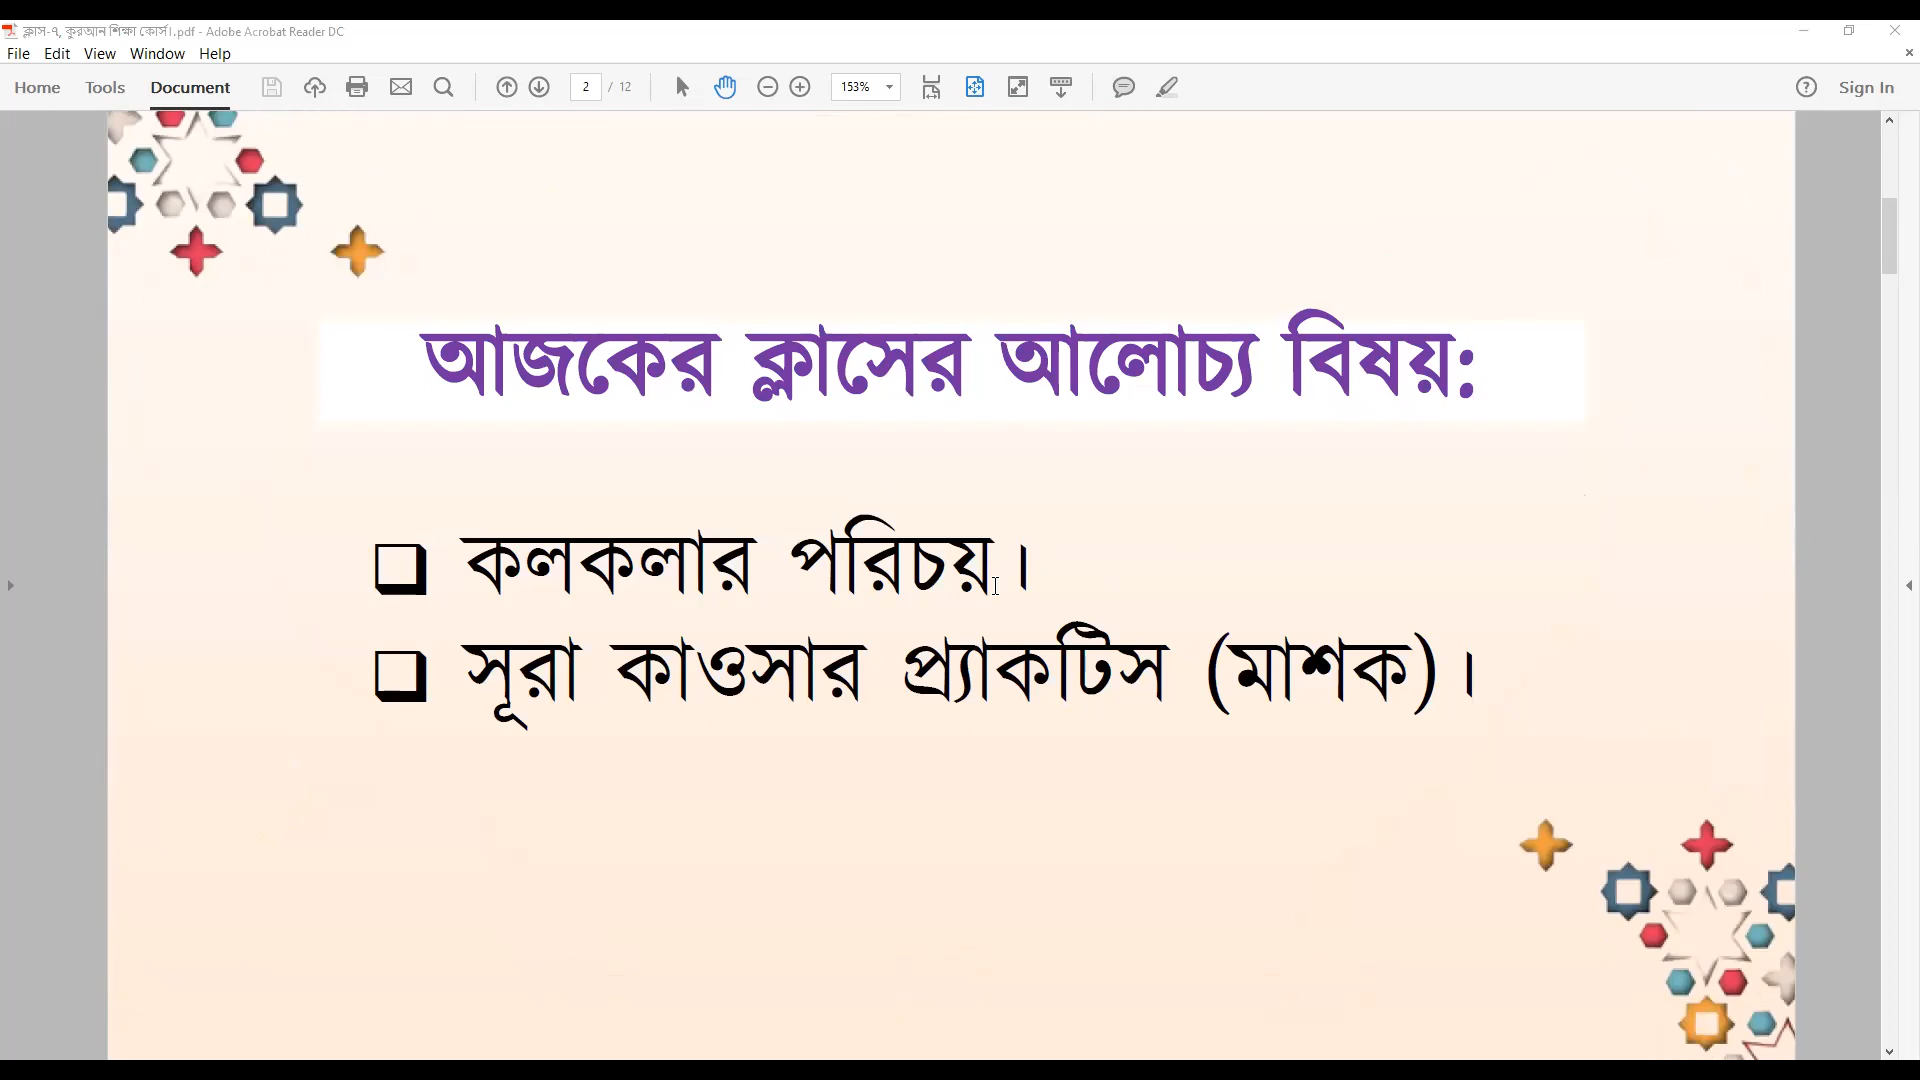 ক্লাস-৭, কুরআন শিক্ষা কোর্স।.pdf - Adobe Acrobat Reader DC
File Edit View Window Help
Home Tools Document 2 / 12 153% Sign In
আজকের ক্লাসের আলোচ্য বিষয়:
কলকলার পরিচয়।
সূরা কাওসার প্র্যাকটিস (মাশক)।